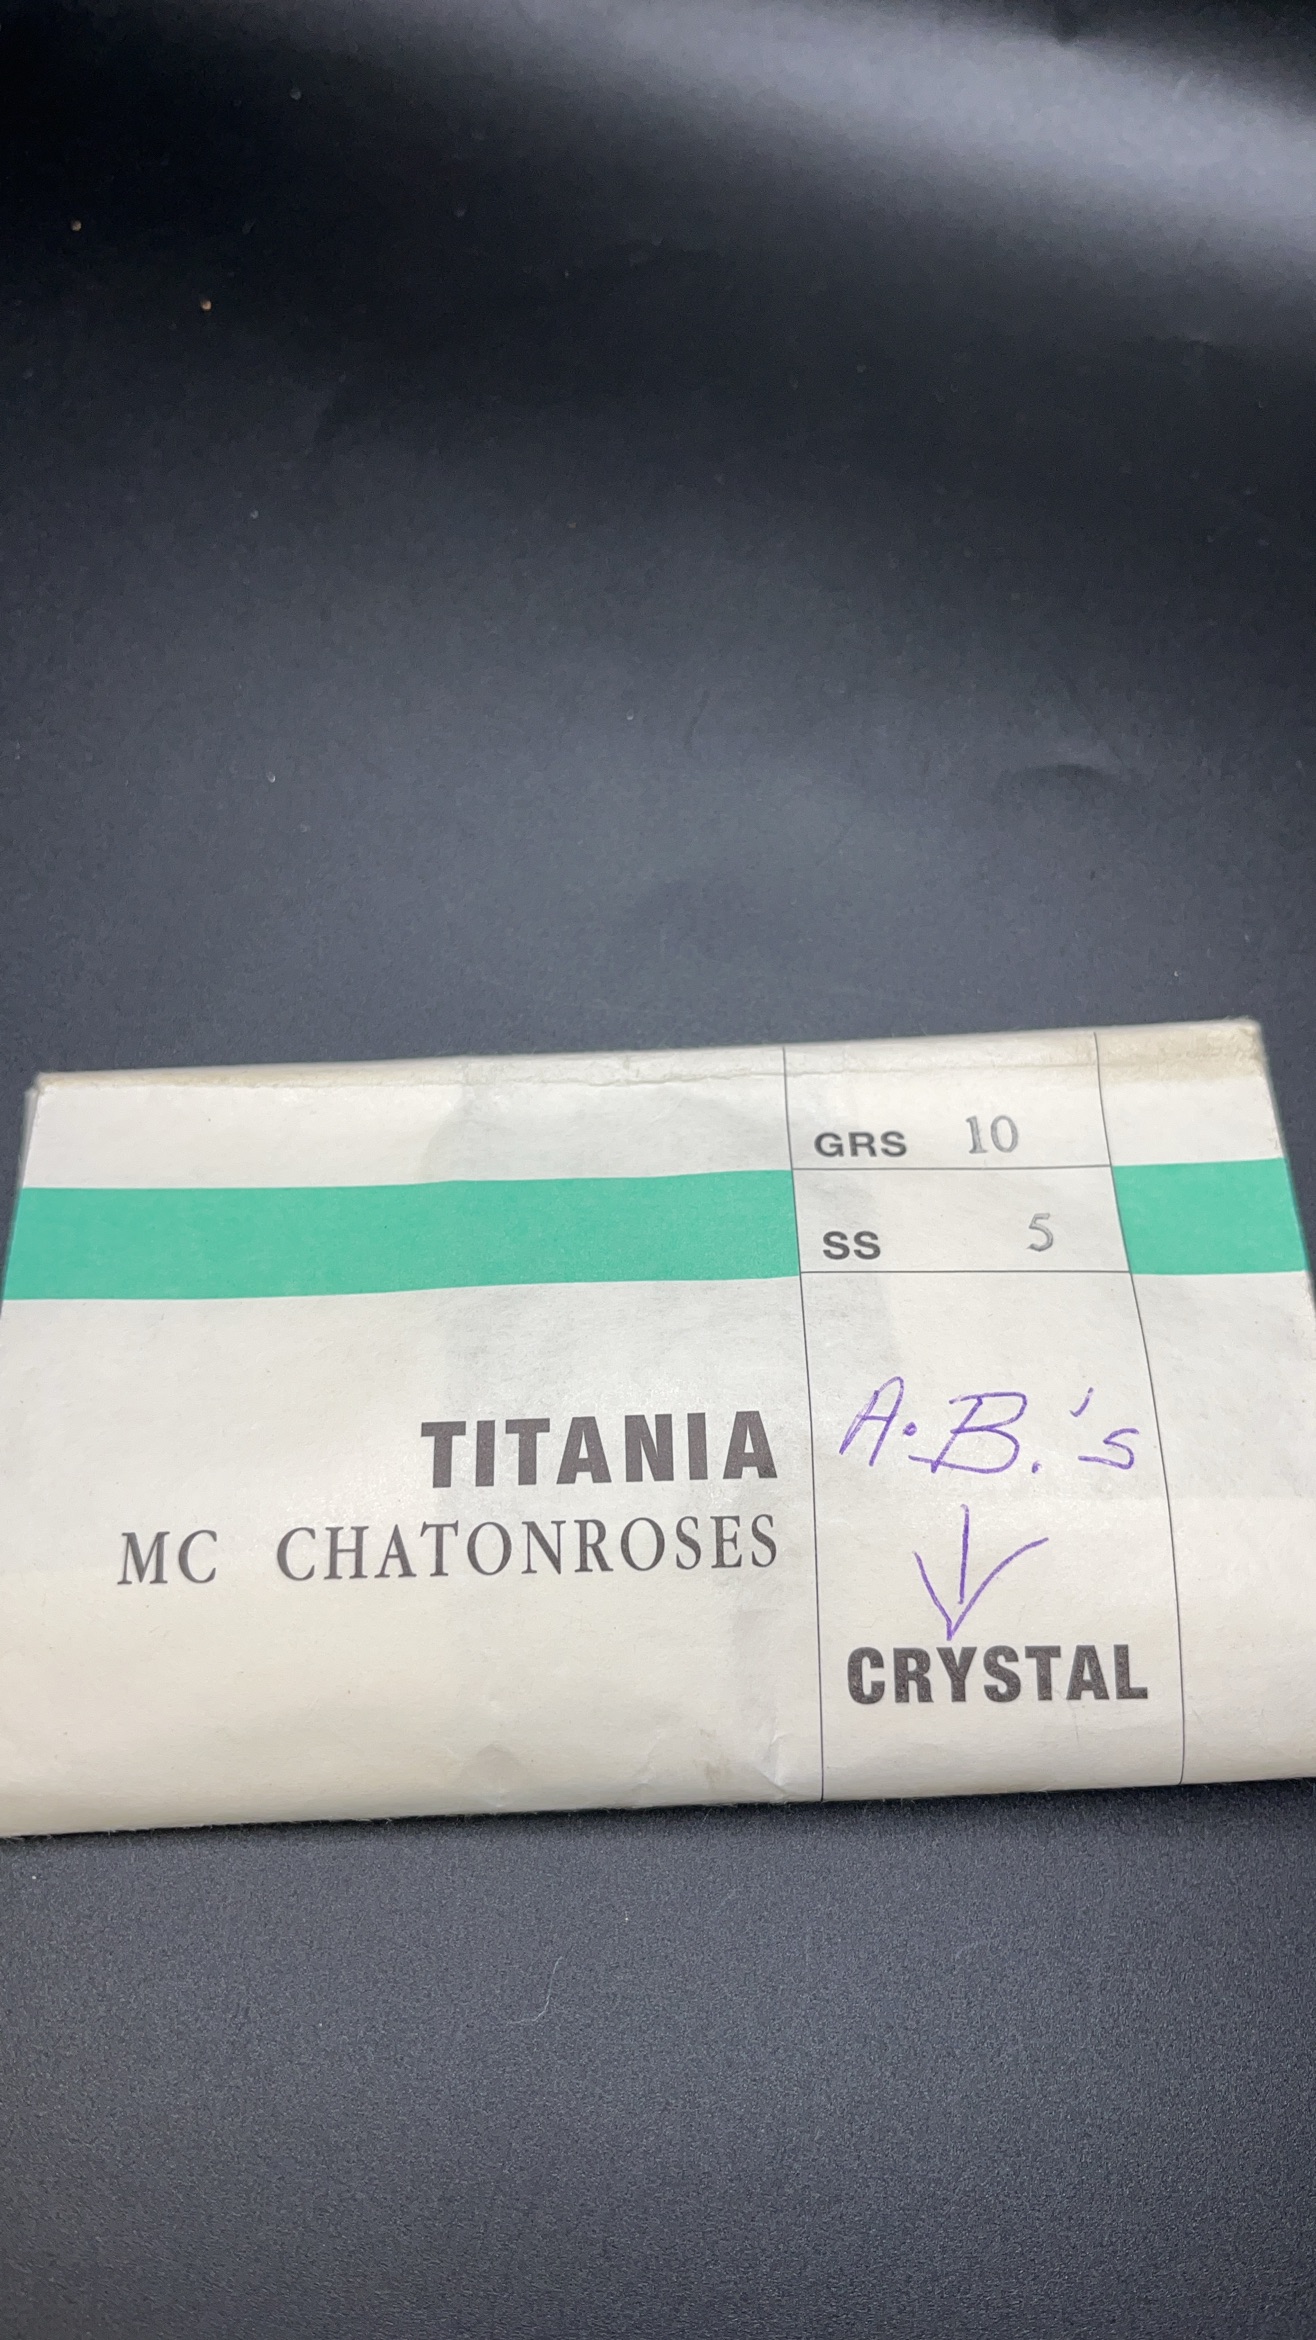 GRS 10
SS 5
A.B.'s
TITANIA
MC CHATONROSES
CRYSTAL